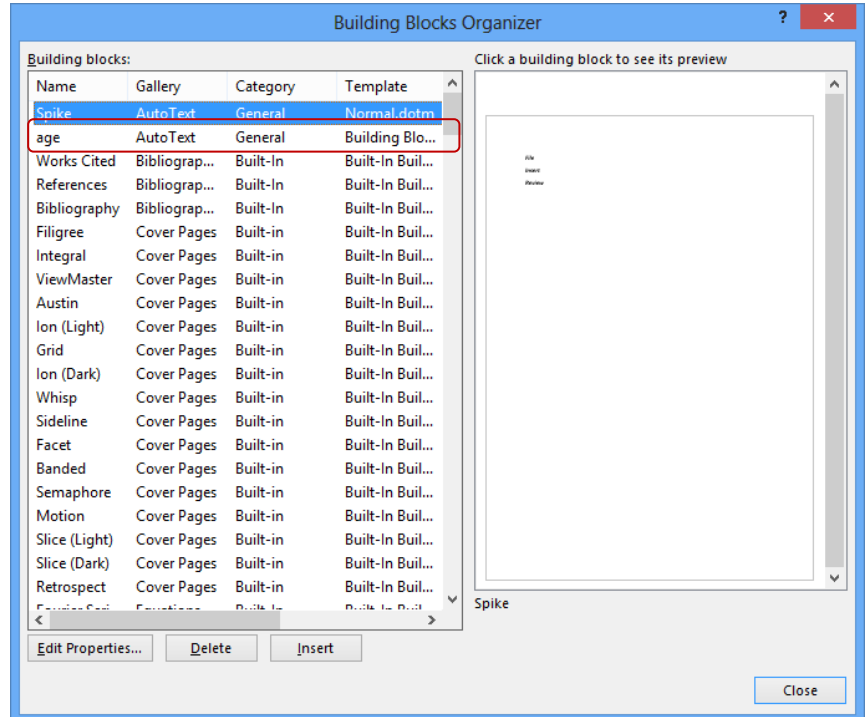 Building Blocks Organizer
? ×
Building blocks:
Click a building block to see its preview
Name Gallery Category Template
Spike AutoText General Normal.dotm
age AutoText General Building Blo...
Works Cited Bibliograp... Built-In Built-In Buil...
References Bibliograp... Built-In Built-In Buil...
Bibliography Bibliograp... Built-In Built-In Buil...
Filigree Cover Pages Built-in Built-In Buil...
Integral Cover Pages Built-in Built-In Buil...
ViewMaster Cover Pages Built-in Built-In Buil...
Austin Cover Pages Built-in Built-In Buil...
Ion (Light) Cover Pages Built-in Built-In Buil...
Grid Cover Pages Built-in Built-In Buil...
Ion (Dark) Cover Pages Built-in Built-In Buil...
Whisp Cover Pages Built-in Built-In Buil...
Sideline Cover Pages Built-in Built-In Buil...
Facet Cover Pages Built-in Built-In Buil...
Banded Cover Pages Built-in Built-In Buil...
Semaphore Cover Pages Built-in Built-In Buil...
Motion Cover Pages Built-in Built-In Buil...
Slice (Light) Cover Pages Built-in Built-In Buil...
Slice (Dark) Cover Pages Built-in Built-In Buil...
Retrospect Cover Pages Built-in Built-In Buil...
File
Insert
Review
Spike
Edit Properties... Delete Insert
Close